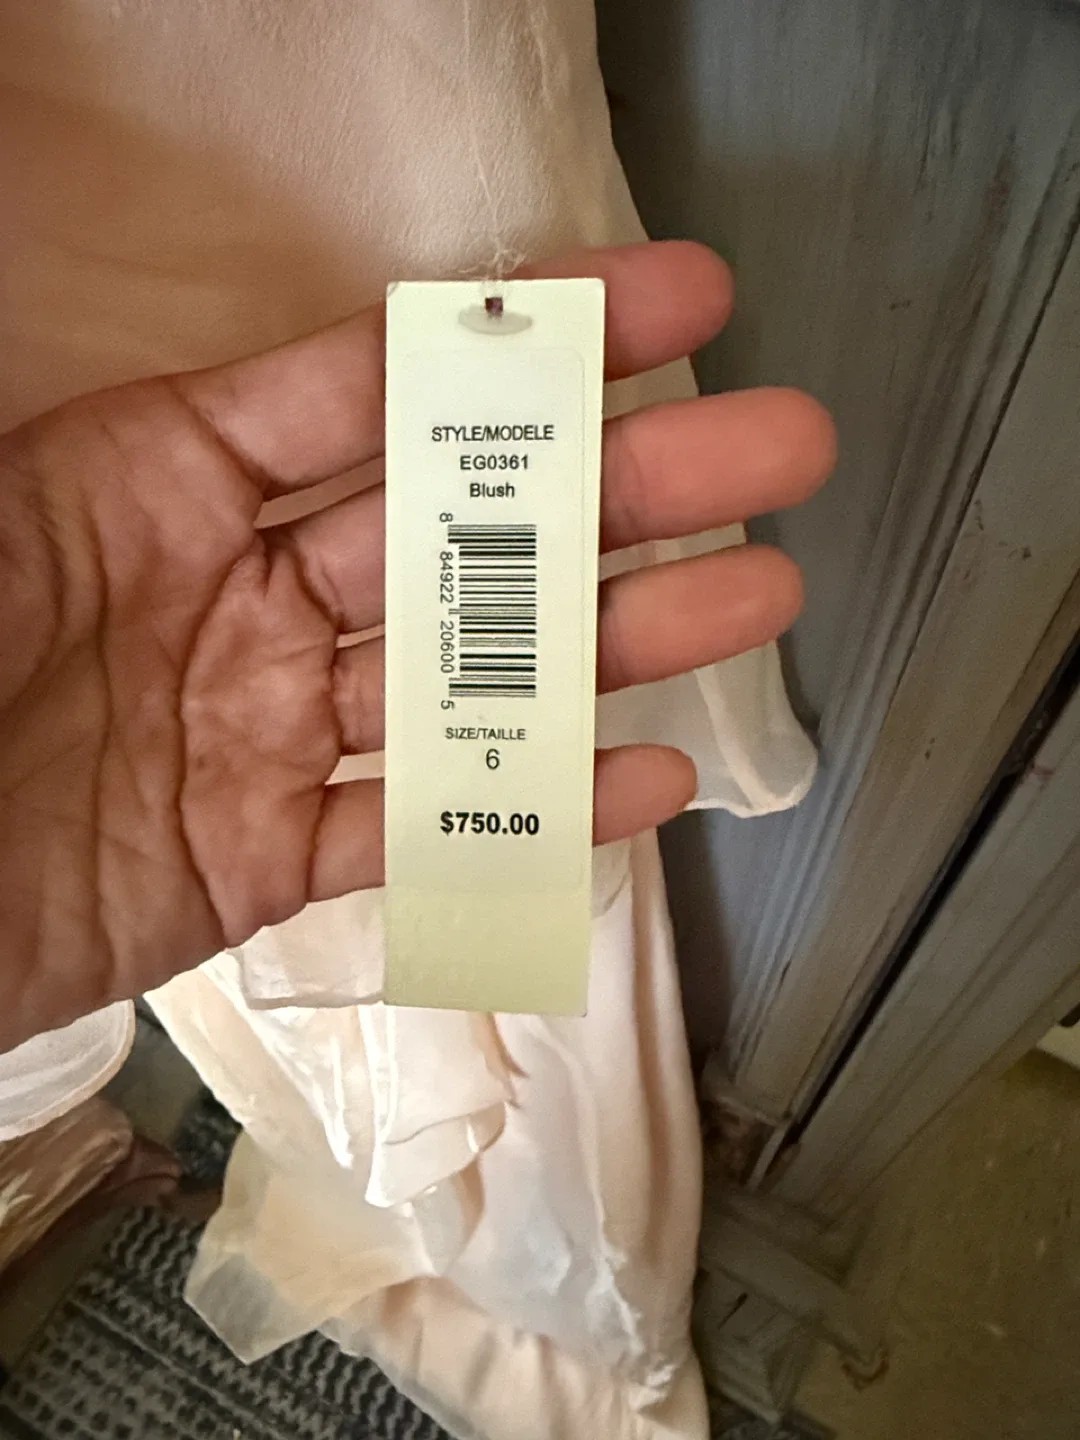 STYLE/MODELE
EG0361
Blush
8 84922 20600 5
SIZE/TAILLE
6
$750.00